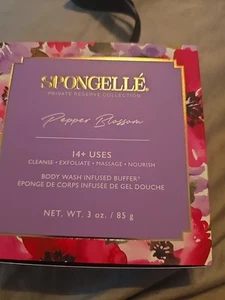 SPONGELLÉ®
PRIVATE RESERVE COLLECTION
Pepper Blossom
14+ USES
CLEANSE • EXFOLIATE • MASSAGE • NOURISH
BODY WASH INFUSED BUFFER
ÉPONGE DE CORPS INFUSÉE DE GEL DOUCHE
NET. WT. 3 oz. / 85 g